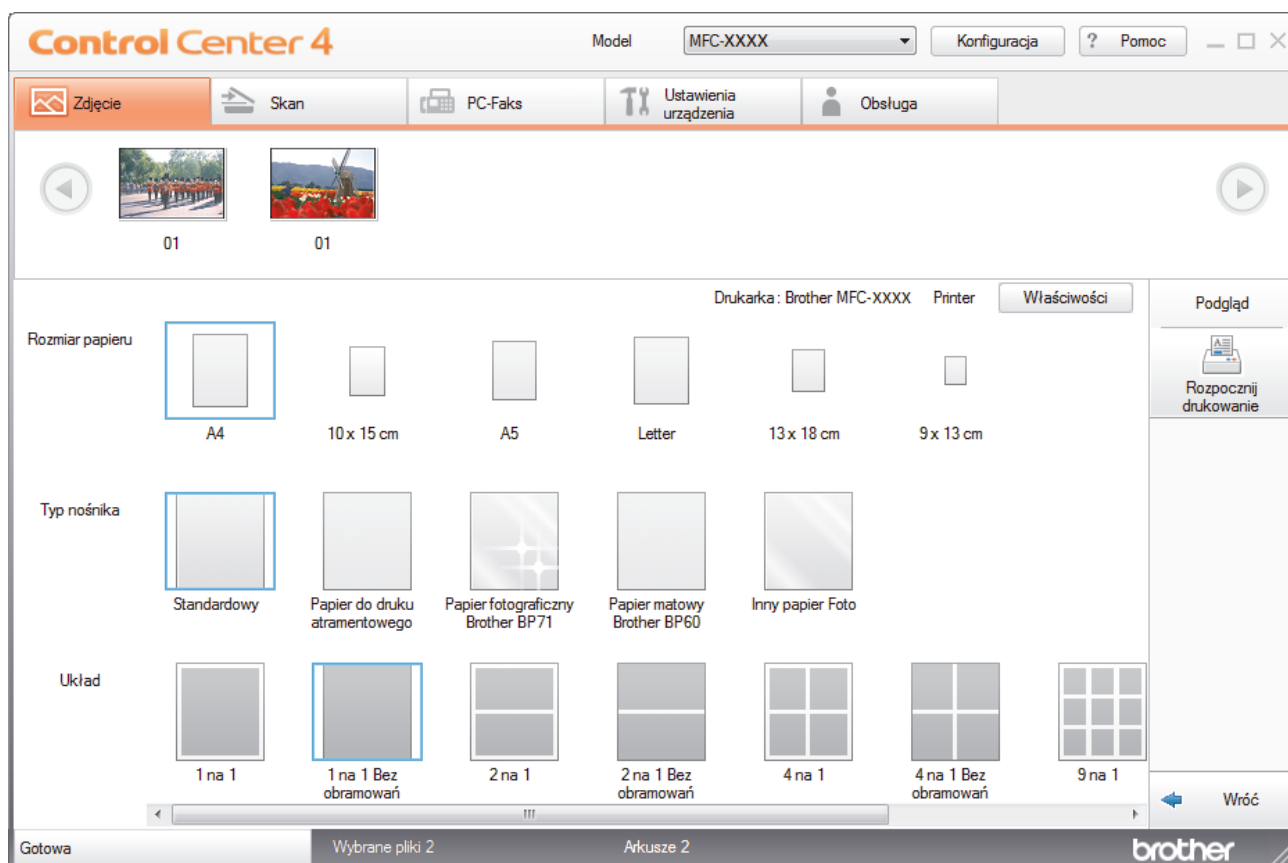 Control Center 4
Model
MFC-XXXX
Konfiguracja
? Pomoc
Zdjęcie
Skan
PC-Faks
Ustawienia
urządzenia
Obsługa
01
01
Drukarka : Brother MFC-XXXX Printer
Właściwości
Podgląd
Rozpocznij
drukowanie
Rozmiar papieru
A4
10 x 15 cm
A5
Letter
13 x 18 cm
9 x 13 cm
Typ nośnika
Standardowy
Papier do druku
atramentowego
Papier fotograficzny
Brother BP71
Papier matowy
Brother BP60
Inny papier Foto
Układ
1 na 1
1 na 1 Bez
obramowań
2 na 1
2 na 1 Bez
obramowań
4 na 1
4 na 1 Bez
obramowań
9 na 1
Wróć
Gotowa
Wybrane pliki 2
Arkusze 2
brother